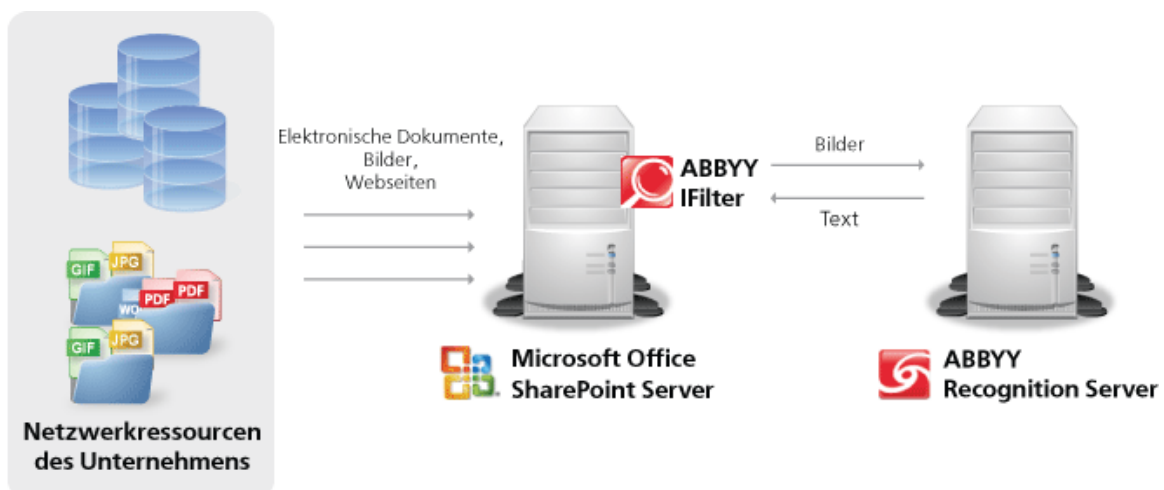 Elektronische Dokumente,
Bilder,
Webseiten
ABBYY
IFilter
Bilder
Text
GIF
JPG
PDF
PDF
GIF
JPG
Microsoft Office
SharePoint Server
ABBYY
Recognition Server
Netzwerkressourcen
des Unternehmens